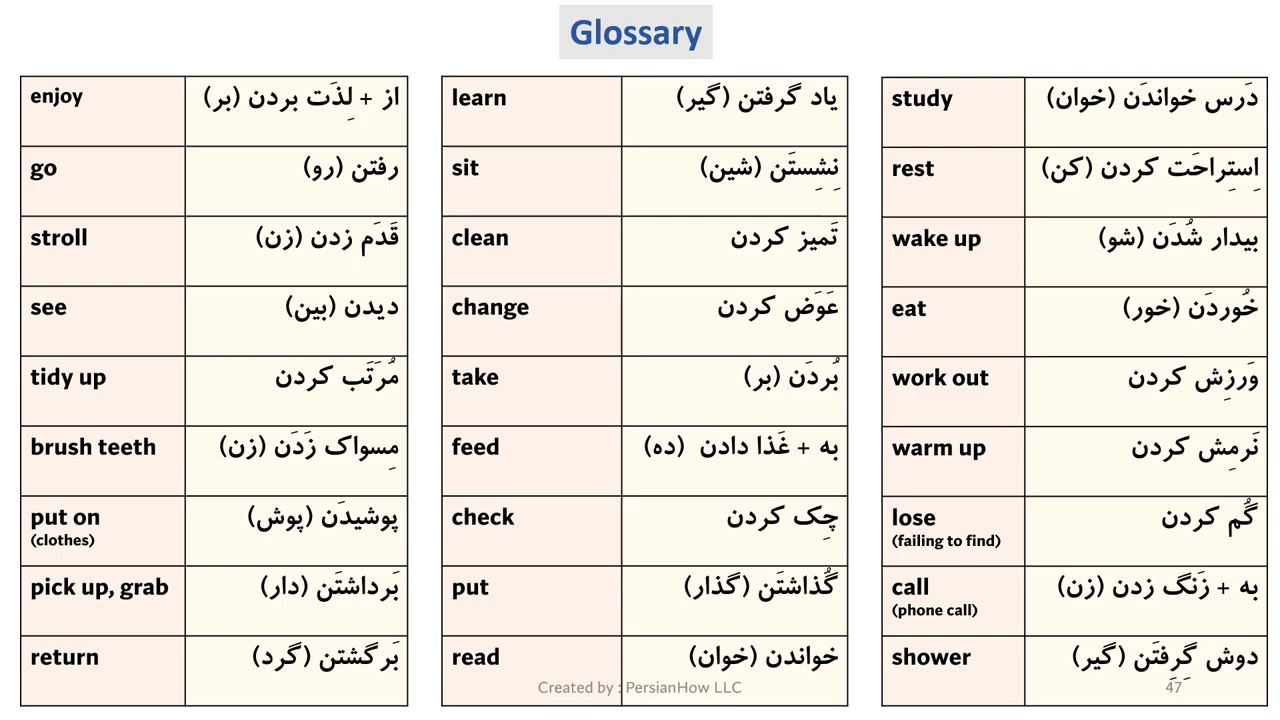 Glossary
enjoy از + لِذَت بردن (بر)
go رفتن (رو)
stroll قَدَم زدن (زن)
see دیدن (بین)
tidy up مُرَتَب کردن
brush teeth مِسواک زَدَن (زن)
put on پوشیدَن (پوش)
(clothes)
pick up, grab بَرداشتَن (دار)
return بَرگشتن (گرد)
learn یاد گرفتن (گیر)
sit نِشِستَن (شین)
clean تَمیز کردن
change عَوَض کردن
take بُردَن (بر)
feed به + غَذا دادن (ده)
check چِک کردن
put گُذاشتَن (گذار)
read خواندن (خوان)
study دَرس خواندَن (خوان)
rest اِستِراحَت کردن (کن)
wake up بیدار شُدَن (شو)
eat خُوردَن (خور)
work out وَرزِش کردن
warm up نَرمِش کردن
lose گُم کردن
(failing to find)
call به + زَنگ زدن (زن)
(phone call)
shower دوش گِرِفتَن (گیر)
Created by : PersianHow LLC
47